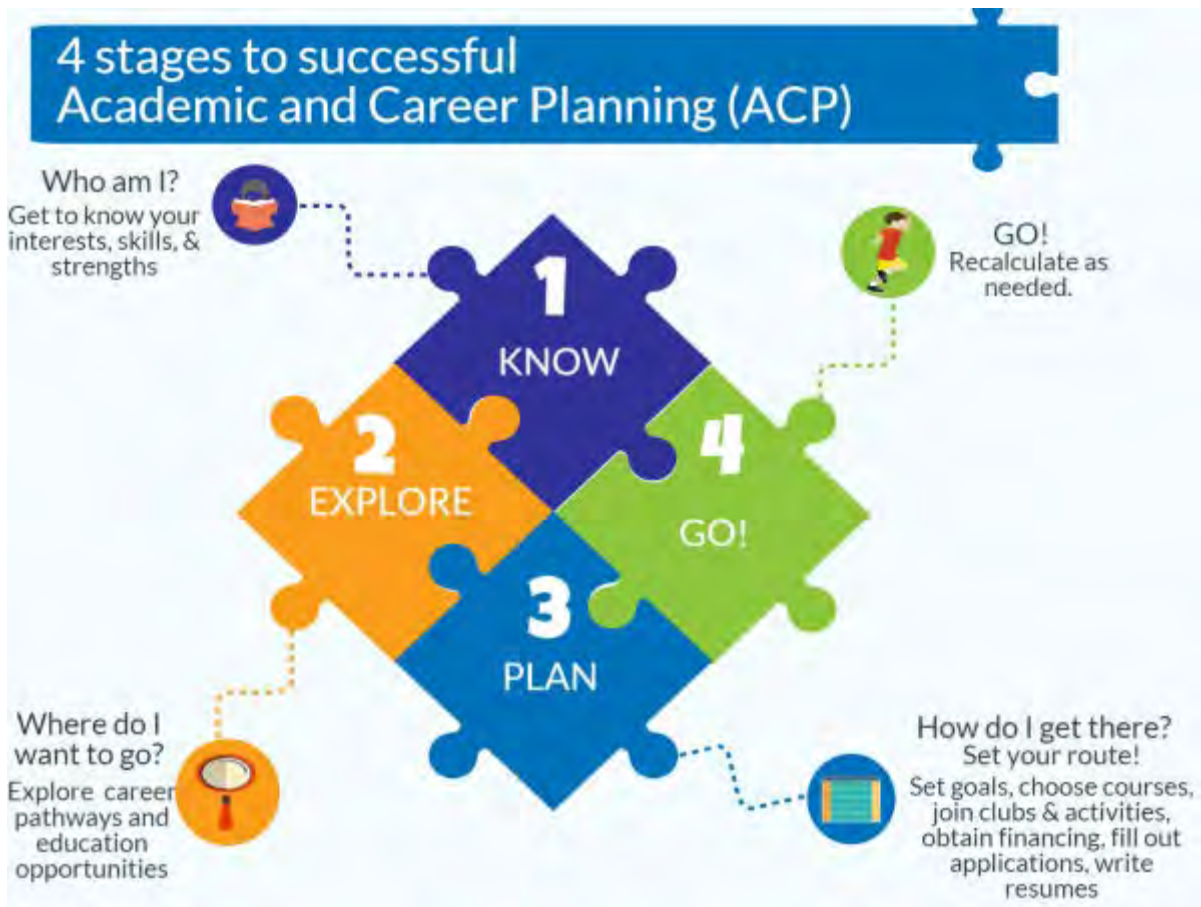 4 stages to successful
Academic and Career Planning (ACP)
Who am I?
Get to know your
interests, skills, &
strengths
GO!
Recalculate as
needed.
1
KNOW
2
EXPLORE
4
GO!
3
PLAN
Where do I
want to go?
Explore career
pathways and
education
opportunities
How do I get there?
Set your route!
Set goals, choose courses,
join clubs & activities,
obtain financing, fill out
applications, write
resumes